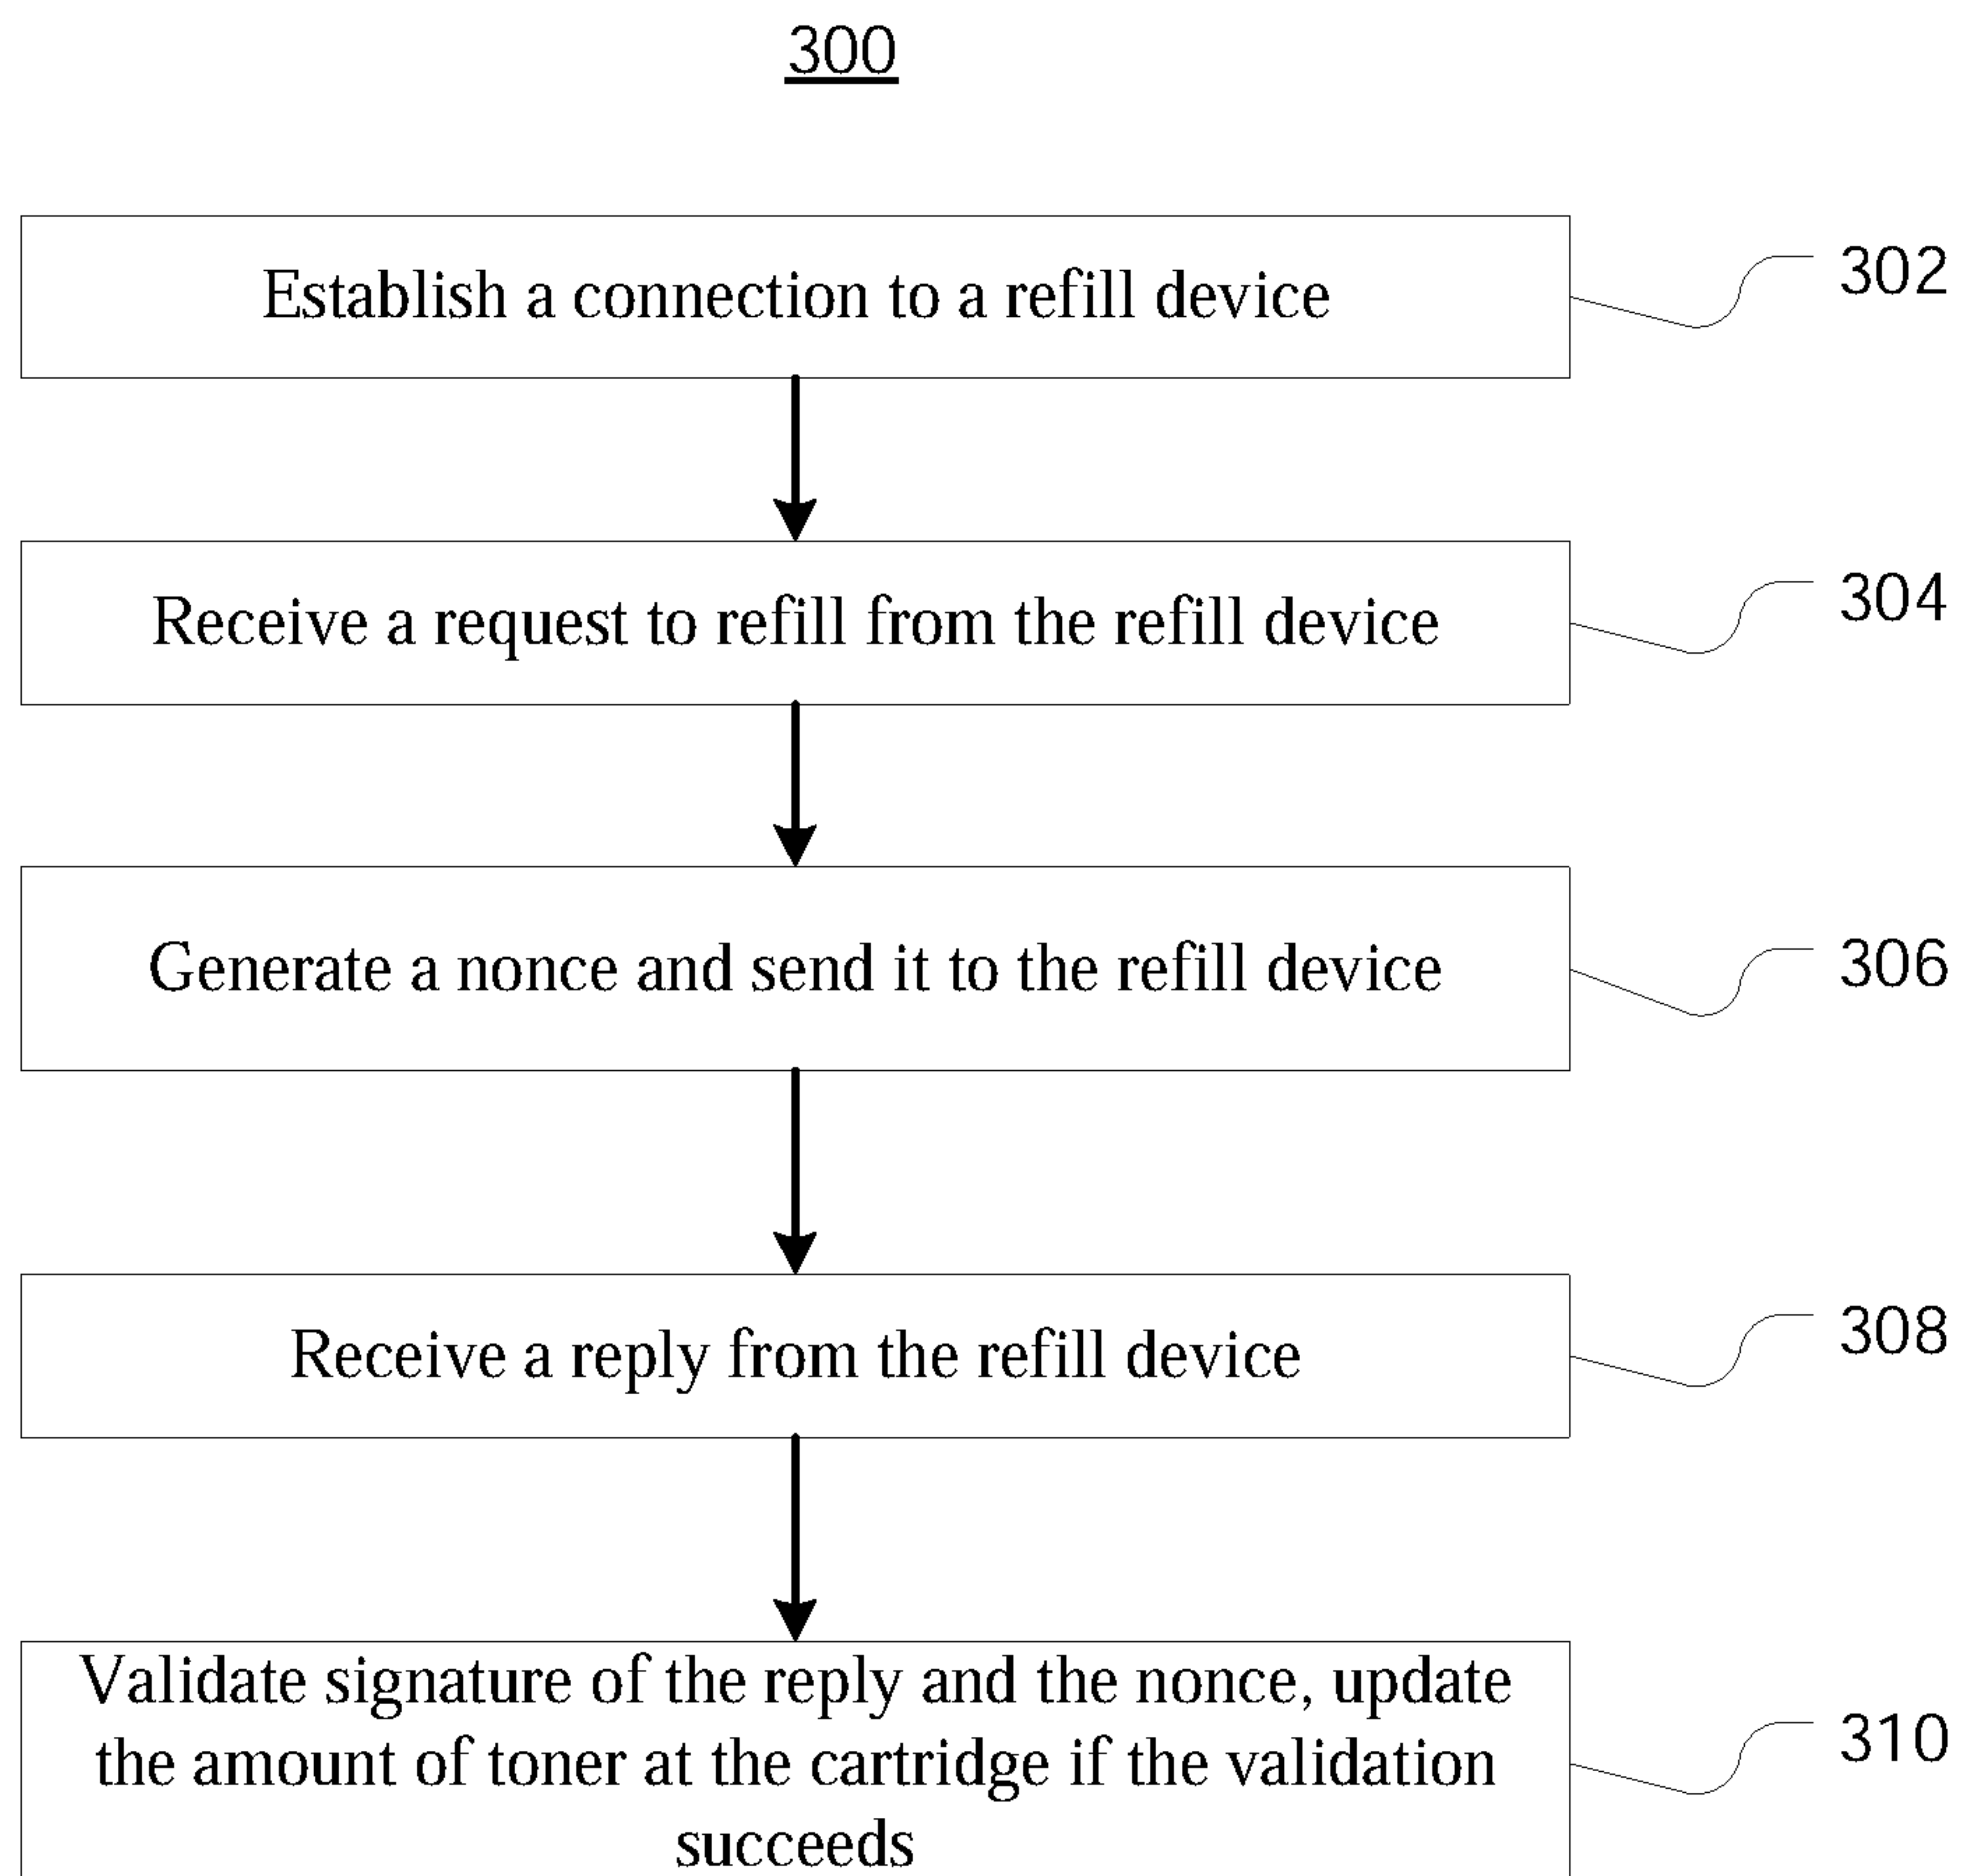 300
Establish a connection to a refill device
302
Receive a request to refill from the refill device
304
Generate a nonce and send it to the refill device
306
Receive a reply from the refill device
308
Validate signature of the reply and the nonce, update
the amount of toner at the cartridge if the validation
succeeds
310